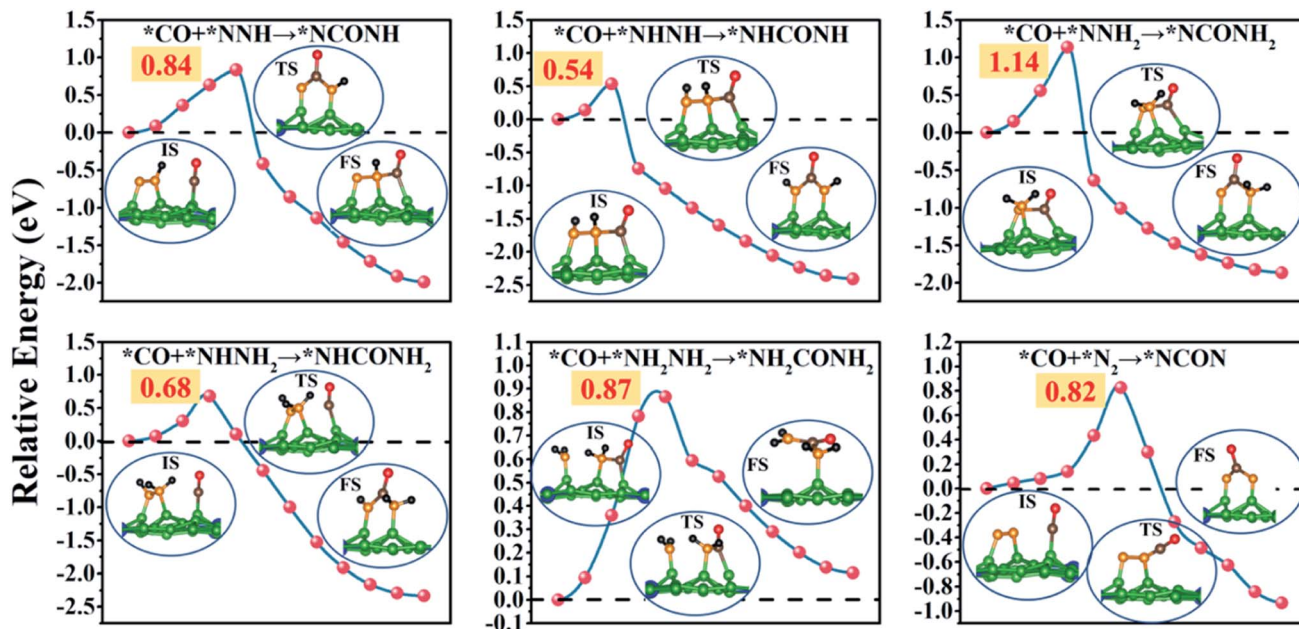 Relative Energy (eV)
*CO+*NNH→*NCONH
0.84
TS
IS
FS
1.5
1.0
0.5
0.0
-0.5
-1.0
-1.5
-2.0
*CO+*NHNH→*NHCONH
0.54
TS
FS
IS
1.5
1.0
0.5
0.0
-0.5
-1.0
-1.5
-2.0
-2.5
*CO+*NNH₂→*NCONH₂
1.14
TS
IS
FS
1.5
1.0
0.5
0.0
-0.5
-1.0
-1.5
-2.0
*CO+*NHNH₂→*NHCONH₂
0.68
TS
IS
FS
1.5
1.0
0.5
0.0
-0.5
-1.0
-1.5
-2.0
-2.5
*CO+*NH₂NH₂→*NH₂CONH₂
0.87
IS
FS
TS
1.1
1.0
0.9
0.8
0.7
0.6
0.5
0.4
0.3
0.2
0.1
0.0
-0.1
*CO+*N₂→*NCON
0.82
FS
IS
TS
1.2
1.0
0.8
0.6
0.4
0.2
0.0
-0.2
-0.4
-0.6
-0.8
-1.0